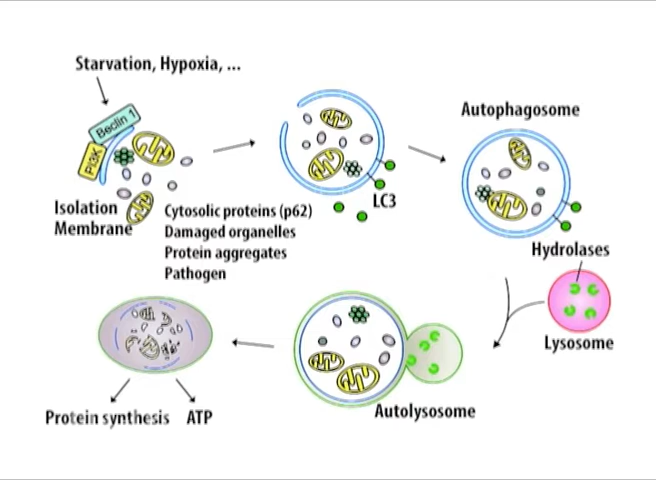 Starvation, Hypoxia, ...
Beclin 1
PI3K
Isolation
Membrane
Cytosolic proteins (p62)
Damaged organelles
Protein aggregates
Pathogen
LC3
Autophagosome
Hydrolases
Lysosome
Autolysosome
Protein synthesis
ATP